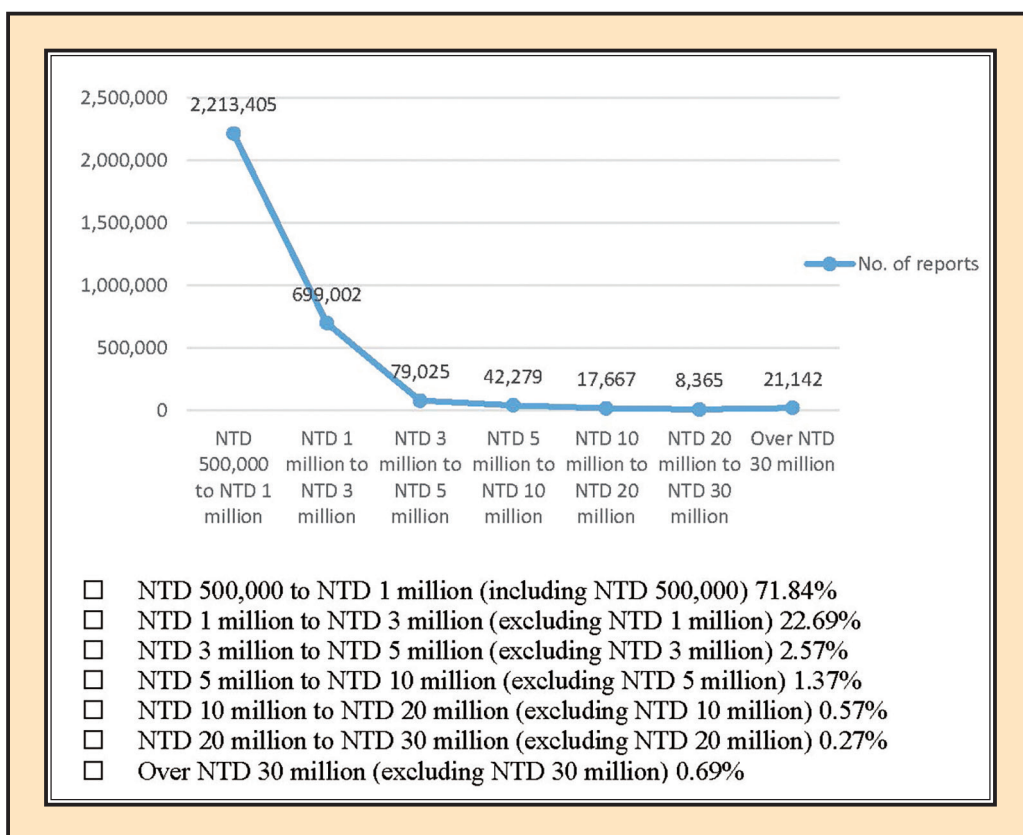 2,500,000
2,213,405
2,000,000
1,500,000
No. of reports
1,000,000
699,002
500,000
79,025 42,279 17,667 8,365 21,142
0
NTD NTD 1 NTD 3 NTD 5 NTD 10 NTD 20 Over NTD
500,000 million to million to million to million to million to 30 million
to NTD 1 NTD 3 NTD 5 NTD 10 NTD 20 NTD 30
million million million million million million
☐ NTD 500,000 to NTD 1 million (including NTD 500,000) 71.84%
☐ NTD 1 million to NTD 3 million (excluding NTD 1 million) 22.69%
☐ NTD 3 million to NTD 5 million (excluding NTD 3 million) 2.57%
☐ NTD 5 million to NTD 10 million (excluding NTD 5 million) 1.37%
☐ NTD 10 million to NTD 20 million (excluding NTD 10 million) 0.57%
☐ NTD 20 million to NTD 30 million (excluding NTD 20 million) 0.27%
☐ Over NTD 30 million (excluding NTD 30 million) 0.69%